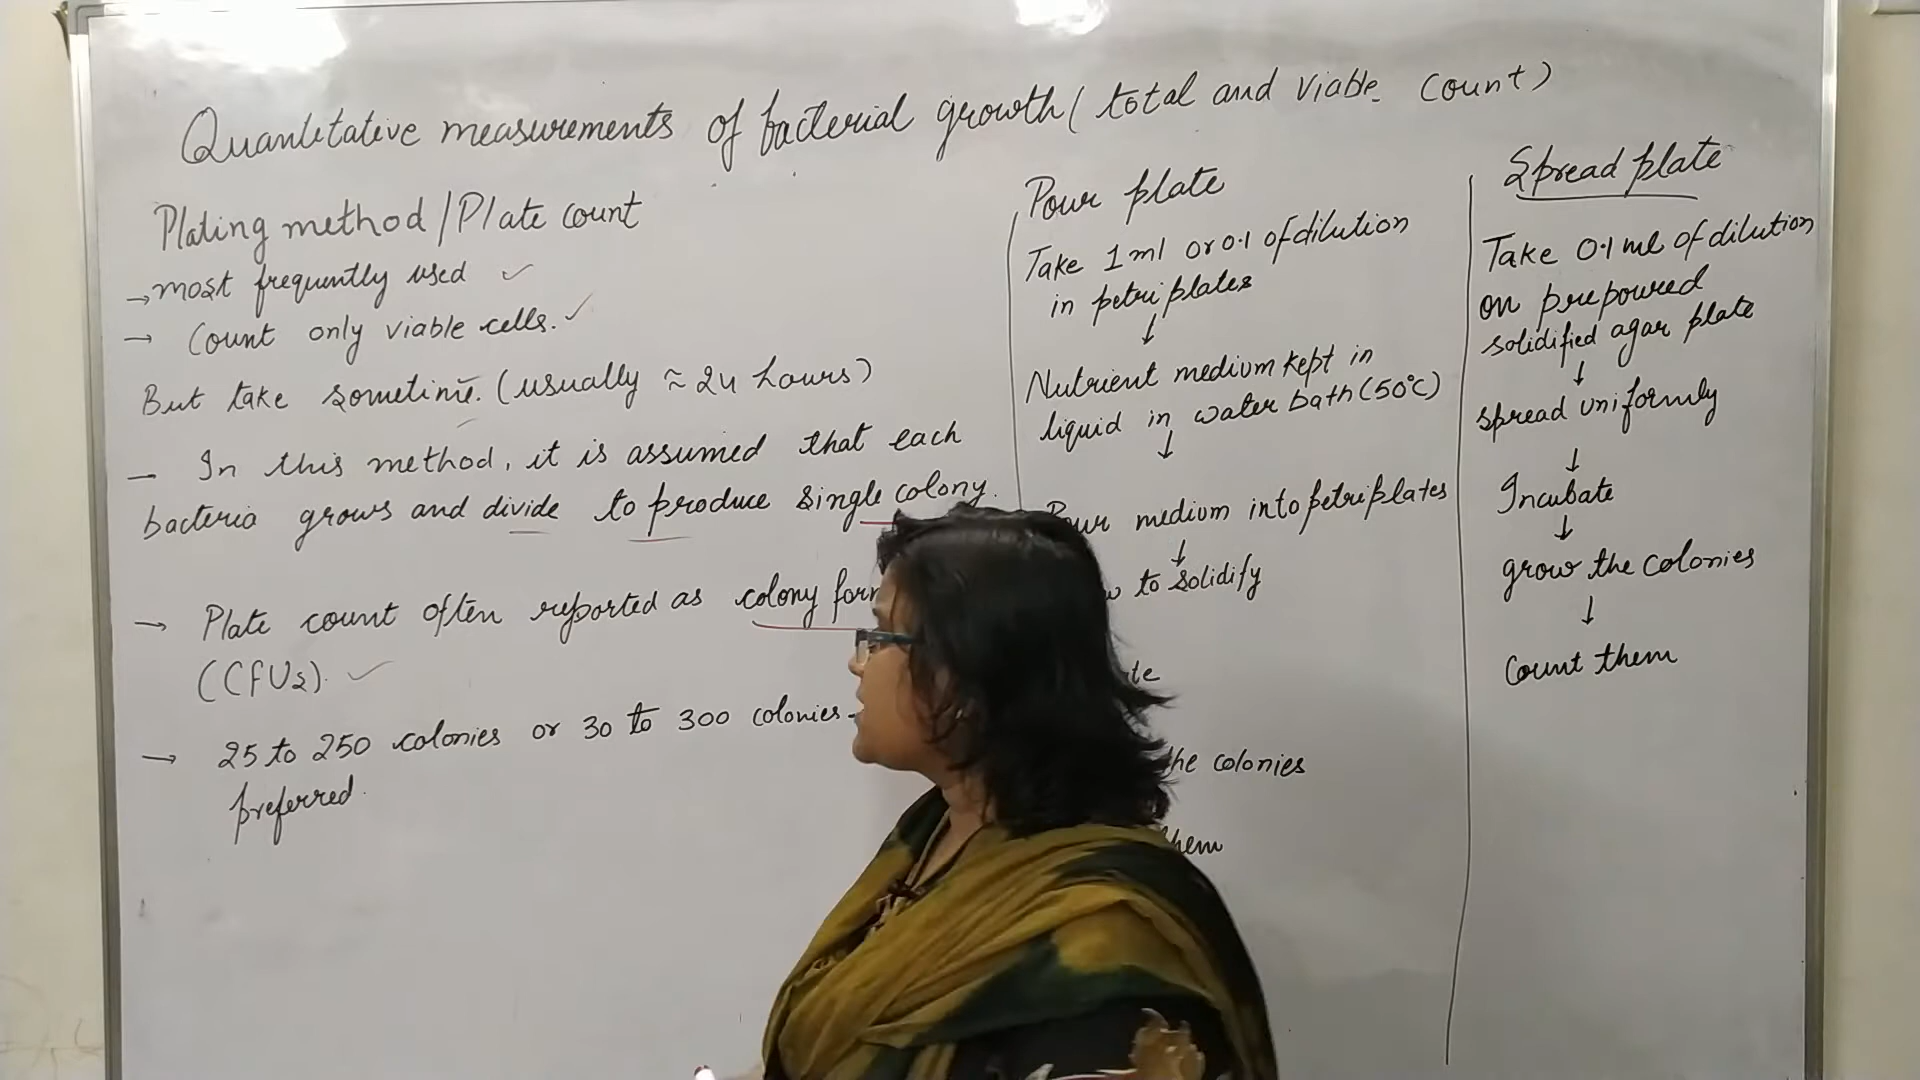 Quantitative measurements of bacterial growth ( total and viable count )
Plating method / Plate count
→ most frequently used ✓
→ Count only viable cells. ✓
But take sometime. (usually ≈ 24 hours)
— In this method, it is assumed that each
bacteria grows and divide to produce single colony.
→ Plate count often reported as colony
(CFUs). ✓
→ 25 to 250 colonies or 30 to 300 colonies
preferred.
Pour plate
Take 1 ml or 0.1 of dilution
in petriplates
↓
Nutrient medium kept in
liquid in water bath (50°C)
↓
Pour medium into petriplates
↓
to solidify
the colonies
them
Spread plate
Take 0.1 ml of dilution
on prepoured
solidified agar plate
↓
spread uniformly
↓
Incubate
↓
grow the colonies
↓
Count them